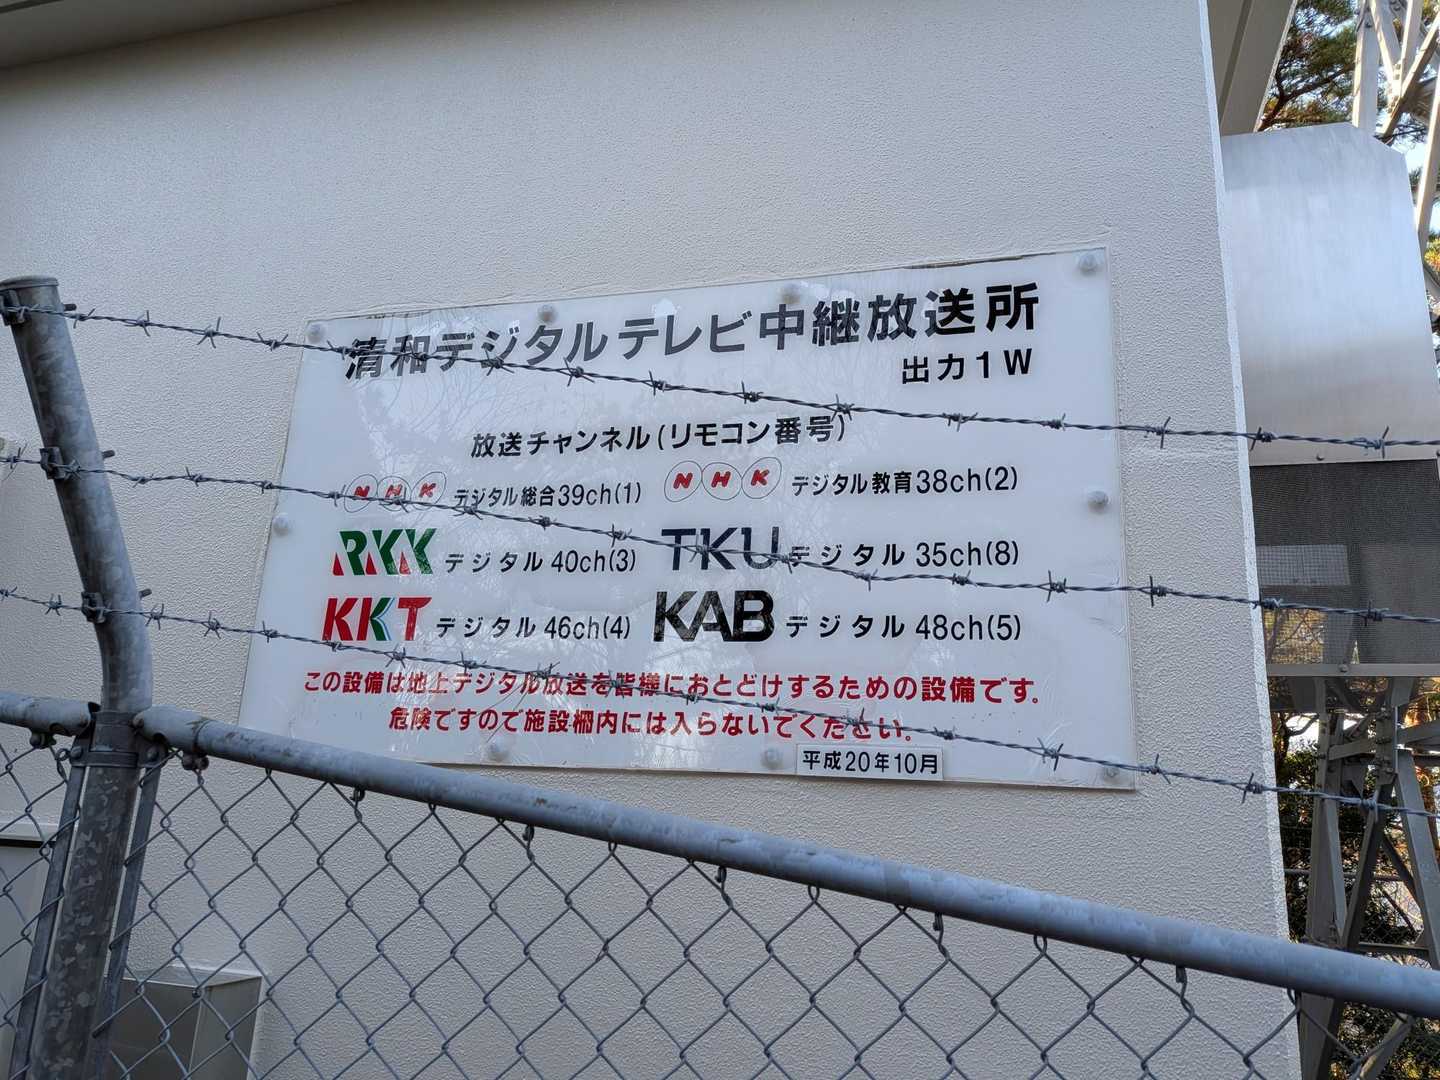 清和デジタルテレビ中継放送所
出力1W
放送チャンネル(リモコン番号)
NHK デジタル総合39ch(1) NHK デジタル教育38ch(2)
RKK デジタル 40ch(3) TKU デジタル 35ch(8)
KKT デジタル 46ch(4) KAB デジタル 48ch(5)
この設備は地上デジタル放送を皆様におとどけするための設備です。
危険ですので施設柵内には入らないでください。
平成20年10月